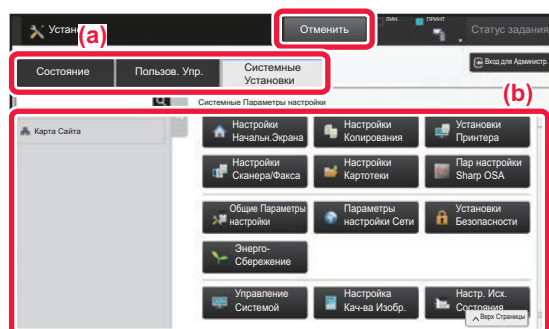 Устан
(a)
Отменить
ЛИН.
ПРИНТ
Статус задания
Состояние
Пользов. Упр.
Системные
Установки
Вход для Администр.
(b)
Системные Параметры настройки
Карта Сайта
Настройки
Начальн.Экрана
Настройки
Копирования
Установки
Принтера
Настройки
Сканера/Факса
Настройки
Картотеки
Пар настройки
Sharp OSA
Общие Параметры
настройки
Параметры
настройки Сети
Установки
Безопасности
Энерго-
Сбережение
Управление
Системой
Настройка
Кач-ва Изобр.
Настр. Исх.
Состояния
Верх Страницы